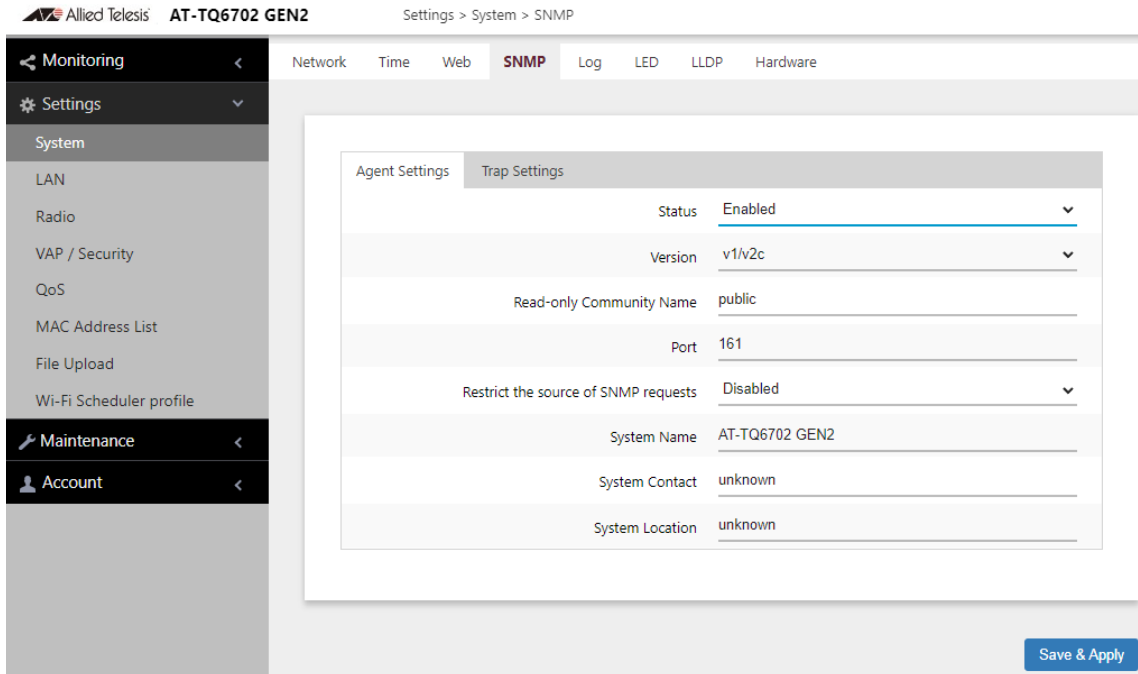 Allied Telesis AT-TQ6702 GEN2 Settings > System > SNMP
Monitoring
Settings
System
LAN
Radio
VAP / Security
QoS
MAC Address List
File Upload
Wi-Fi Scheduler profile
Maintenance
Account
Network Time Web SNMP Log LED LLDP Hardware
Agent Settings Trap Settings
Status Enabled
Version v1/v2c
Read-only Community Name public
Port 161
Restrict the source of SNMP requests Disabled
System Name AT-TQ6702 GEN2
System Contact unknown
System Location unknown
Save & Apply